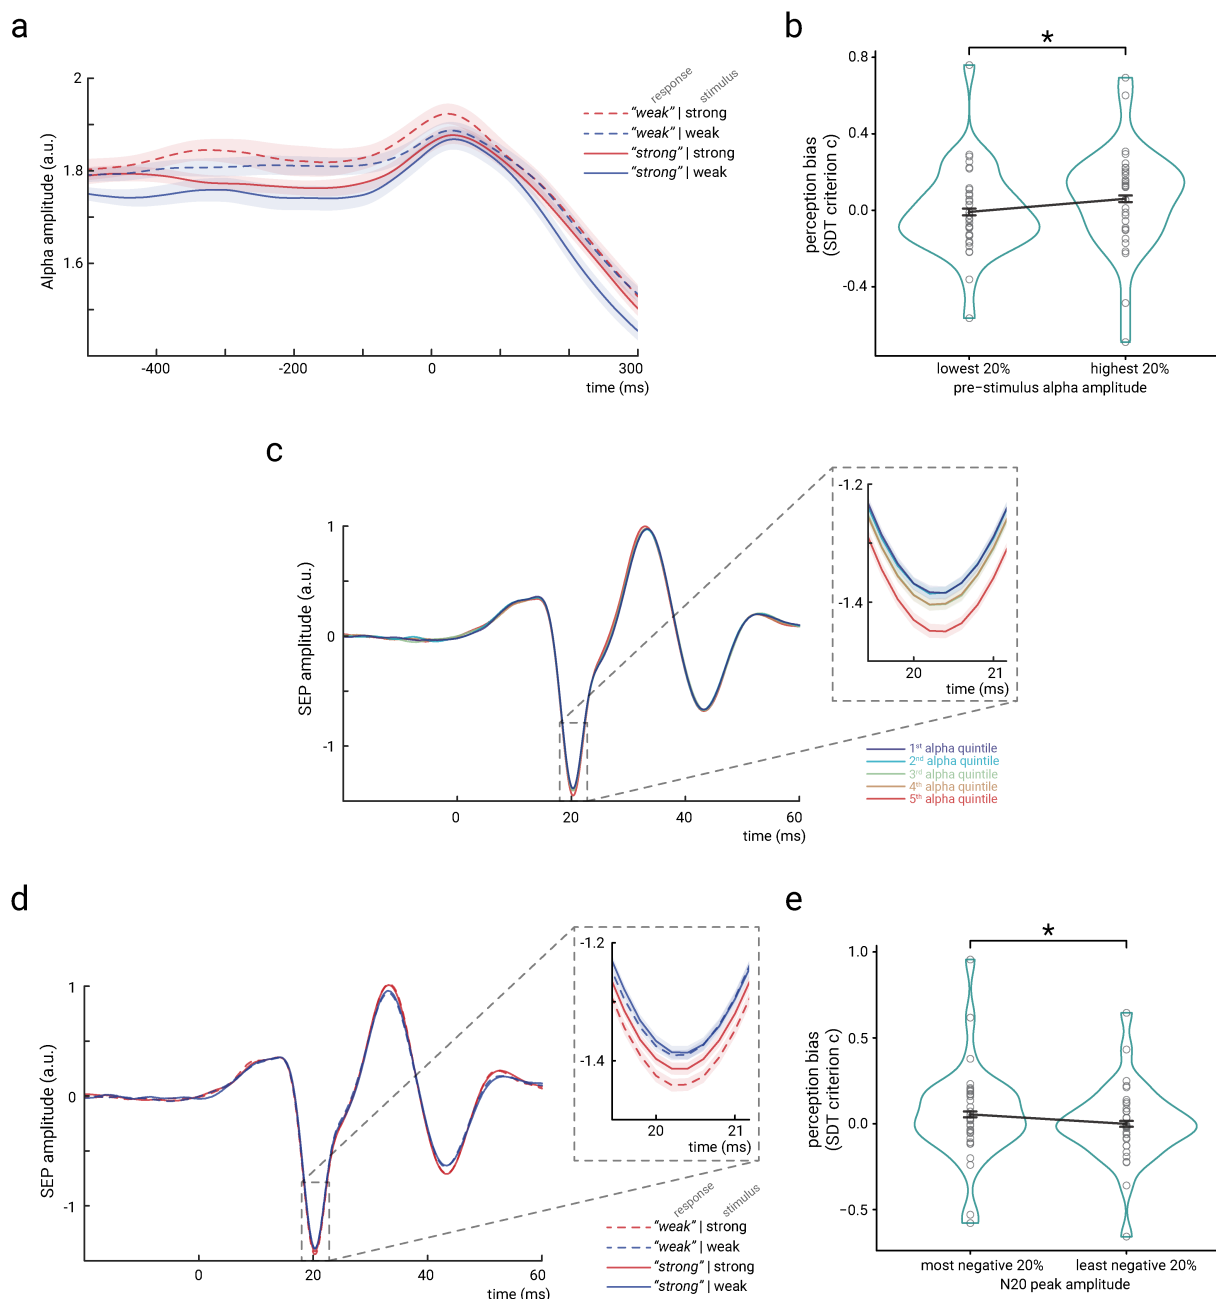 a
2
1.8
1.6
Alpha amplitude (a.u.)
-400
-200
0
300
time (ms)
response
stimulus
"weak" | strong
"weak" | weak
"strong" | strong
"strong" | weak
b
*
0.8
0.4
0.0
-0.4
perception bias
(SDT criterion c)
lowest 20%
highest 20%
pre−stimulus alpha amplitude
c
1
0
-1
SEP amplitude (a.u.)
0
20
40
60
time (ms)
-1.2
-1.4
20
21
time (ms)
1st alpha quintile
2nd alpha quintile
3rd alpha quintile
4th alpha quintile
5th alpha quintile
d
1
0
-1
SEP amplitude (a.u.)
0
20
40
60
time (ms)
-1.2
-1.4
20
21
time (ms)
response
stimulus
"weak" | strong
"weak" | weak
"strong" | strong
"strong" | weak
e
*
1.0
0.5
0.0
−0.5
perception bias
(SDT criterion c)
most negative 20%
least negative 20%
N20 peak amplitude